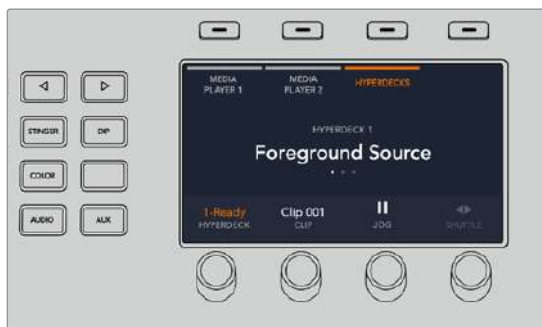 MEDIA PLAYER 1
MEDIA PLAYER 2
HYPERDECKS
HYPERDECK 1
Foreground Source
1-Ready
HYPERDECK
Clip 001
CLIP
JOG
SHUTTLE
STINGER
DIP
COLOR
AUDIO
AUX